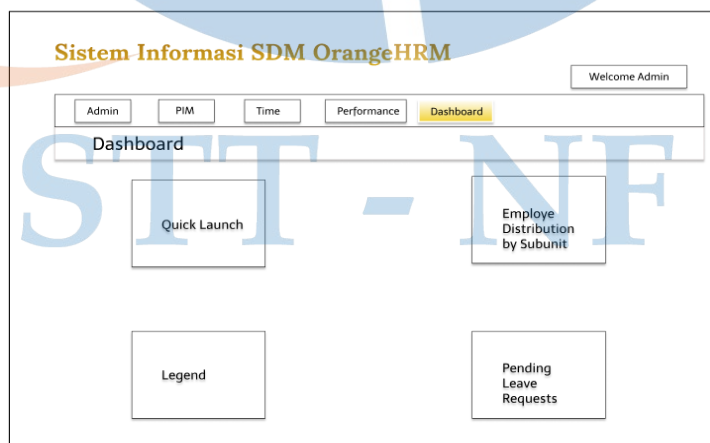 Sistem Informasi SDM OrangeHRM
Welcome Admin
Admin PIM Time Performance Dashboard
Dashboard
STT - NF
Quick Launch
Employe
Distribution
by Subunit
Legend
Pending
Leave
Requests